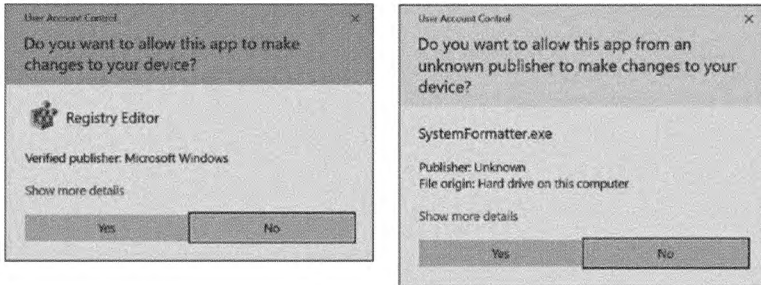 User Account Control
Do you want to allow this app to make
changes to your device?
Registry Editor
Verified publisher: Microsoft Windows
Show more details
Yes
No
User Account Control
Do you want to allow this app from an
unknown publisher to make changes to your
device?
SystemFormatter.exe
Publisher: Unknown
File origin: Hard drive on this computer
Show more details
Yes
No